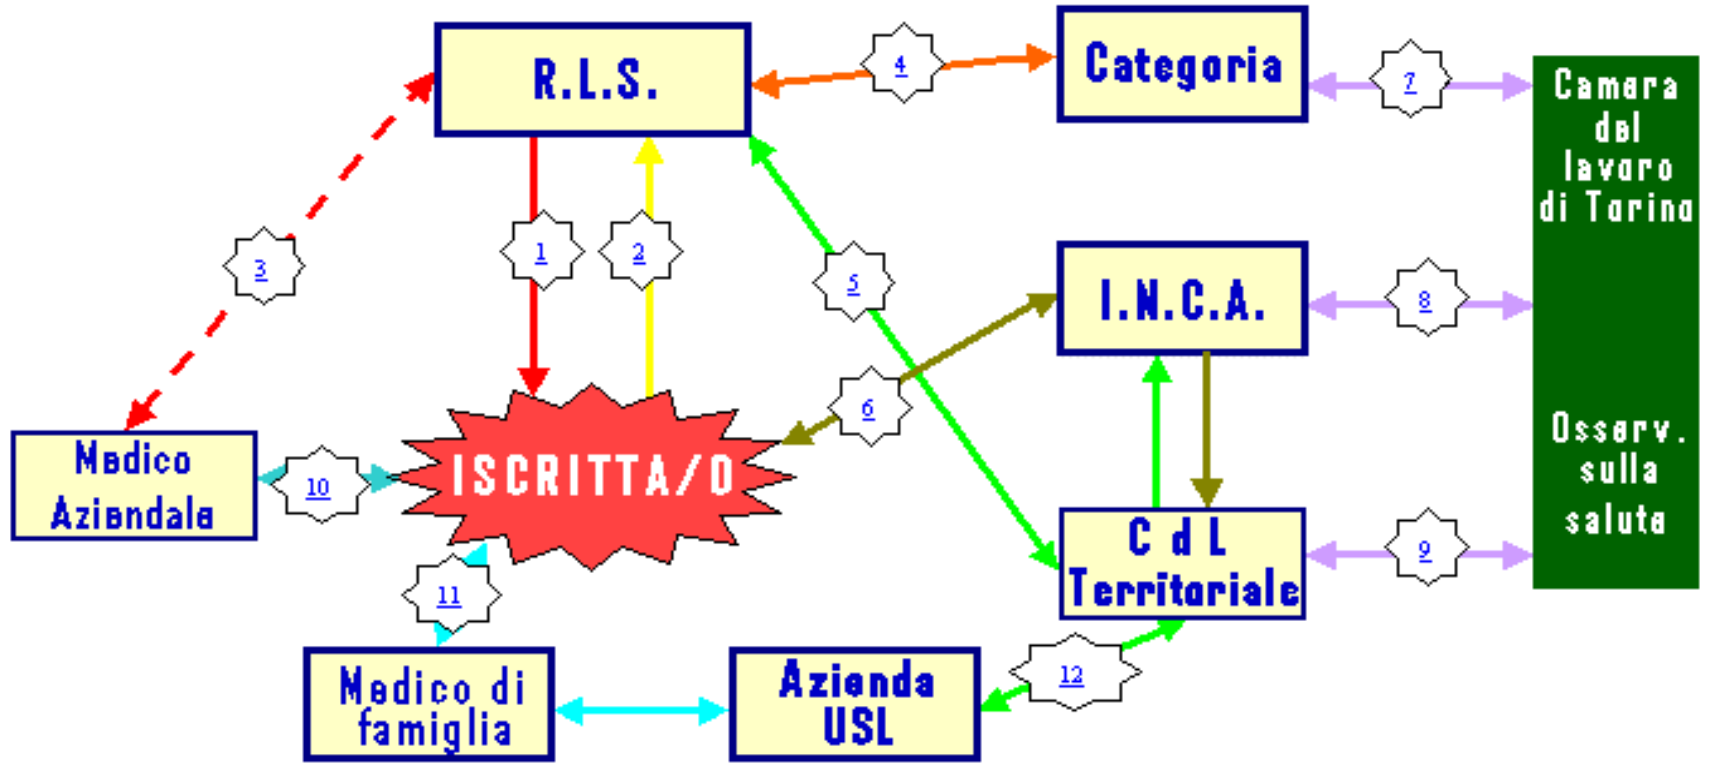 R.L.S.
4
Categoria
7
Camera
del
lavoro
di Torino
3
1
2
5
I.N.C.A.
8
6
Medico
Aziendale
10
ISCRITTA/O
Osserv.
sulla
salute
C d L
Territoriale
9
11
12
Medico di
famiglia
Azienda
USL